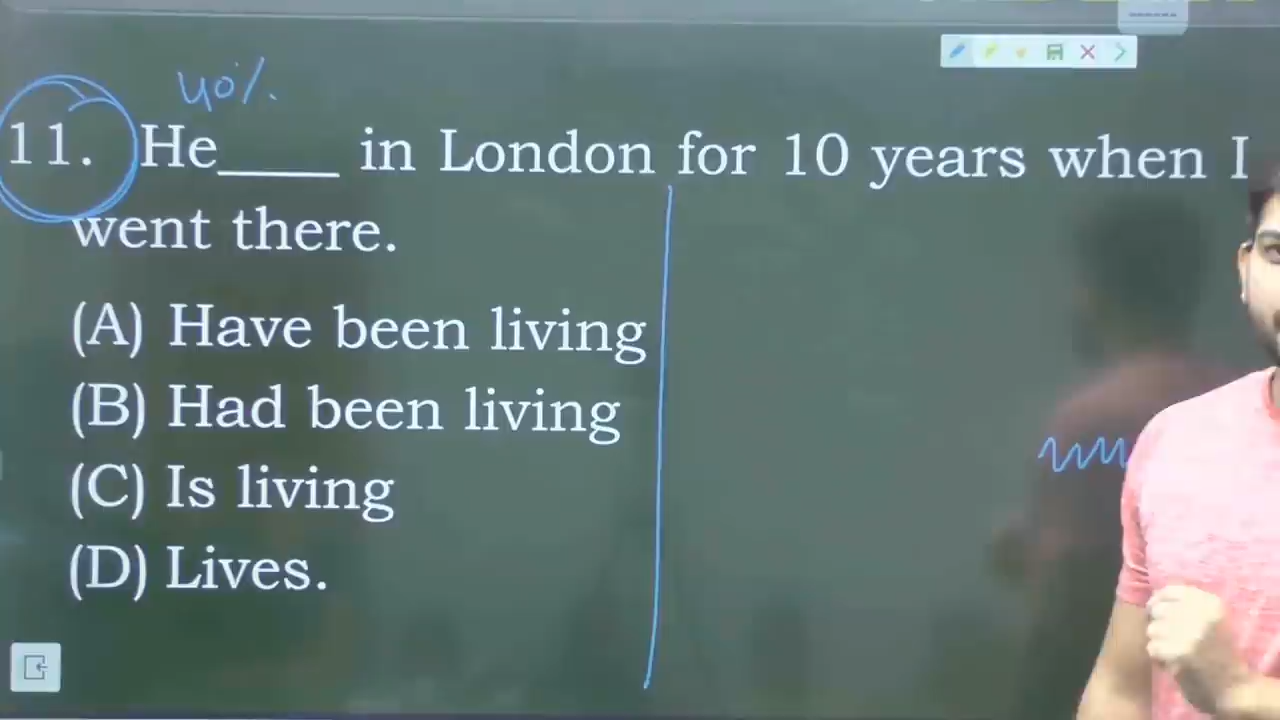 40%
11. He____ in London for 10 years when I
went there.
(A) Have been living
(B) Had been living
(C) Is living
(D) Lives.